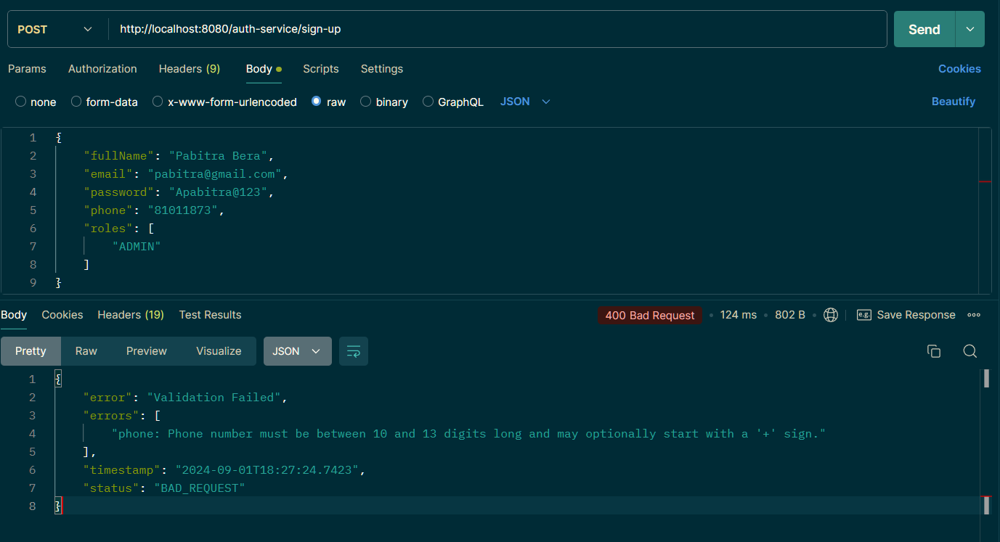 POST http://localhost:8080/auth-service/sign-up Send
Params Authorization Headers (9) Body Scripts Settings Cookies
none form-data x-www-form-urlencoded raw binary GraphQL JSON Beautify
1 {
2 "fullName": "Pabitra Bera",
3 "email": "pabitra@gmail.com",
4 "password": "Apabitra@123",
5 "phone": "81011873",
6 "roles": [
7 "ADMIN"
8 ]
9 }
Body Cookies Headers (19) Test Results 400 Bad Request 124 ms 802 B e.g. Save Response
Pretty Raw Preview Visualize JSON
1 {
2 "error": "Validation Failed",
3 "errors": [
4 "phone: Phone number must be between 10 and 13 digits long and may optionally start with a '+' sign."
5 ],
6 "timestamp": "2024-09-01T18:27:24.7423",
7 "status": "BAD_REQUEST"
8 }